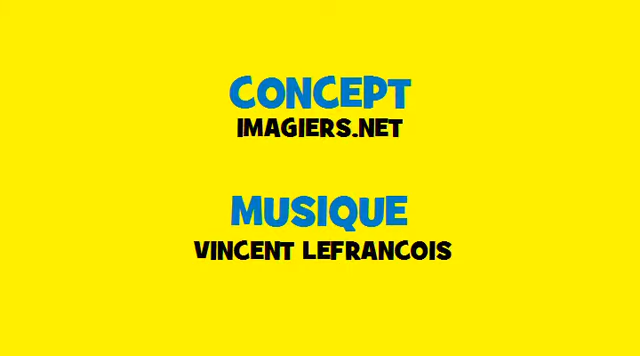 CONCEPT
IMAGIERS.NET
MUSIQUE
VINCENT LEFRANCOIS